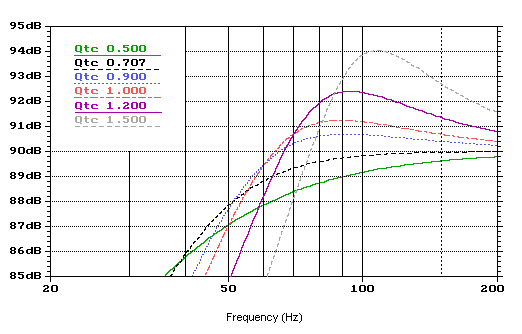 95dB
94dB
93dB
92dB
91dB
90dB
89dB
88dB
87dB
86dB
85dB
Qtc 0.500
Qtc 0.707
Qtc 0.900
Qtc 1.000
Qtc 1.200
Qtc 1.500
20 50 100 200
Frequency (Hz)